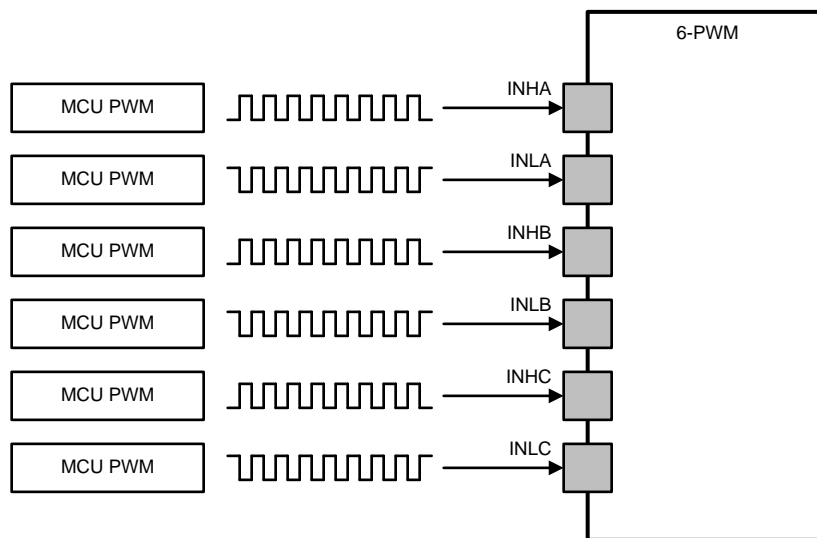 6-PWM
MCU PWM
INHA
MCU PWM
INLA
MCU PWM
INHB
MCU PWM
INLB
MCU PWM
INHC
MCU PWM
INLC